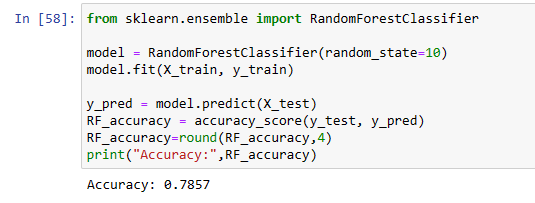 In [58]: from sklearn.ensemble import RandomForestClassifier
model = RandomForestClassifier(random_state=10)
model.fit(X_train, y_train)
y_pred = model.predict(X_test)
RF_accuracy = accuracy_score(y_test, y_pred)
RF_accuracy=round(RF_accuracy,4)
print("Accuracy:",RF_accuracy)
Accuracy: 0.7857